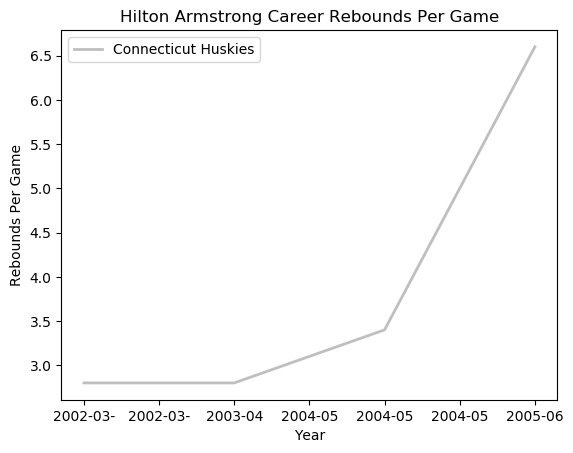 Hilton Armstrong Career Rebounds Per Game
Connecticut Huskies
6.5
6.0
5.5
5.0
4.5
4.0
3.5
3.0
Rebounds Per Game
2002-03- 2002-03- 2003-04 2004-05 2004-05 2004-05 2005-06
Year